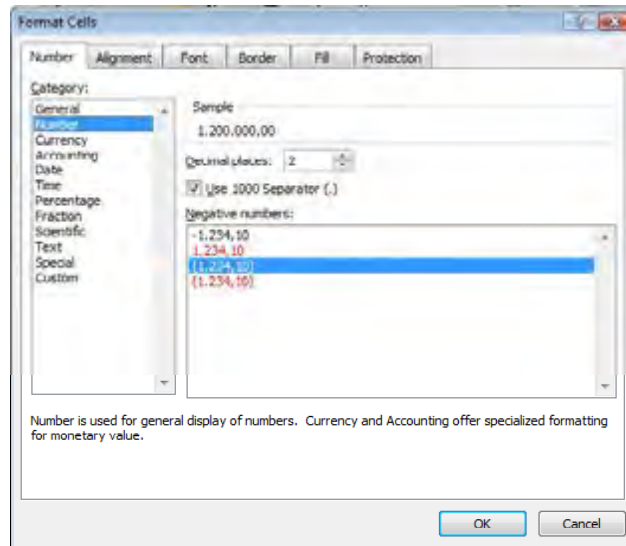 Format Cells
Number Alignment Font Border Fill Protection
Category:
General
Number
Currency
Accounting
Date
Time
Percentage
Fraction
Scientific
Text
Special
Custom
Sample
1.200.000,00
Decimal places: 2
Use 1000 Separator (.)
Negative numbers:
-1.234,10
1.234,10
(1.234,10)
(1.234,10)
Number is used for general display of numbers. Currency and Accounting offer specialized formatting
for monetary value.
OK Cancel